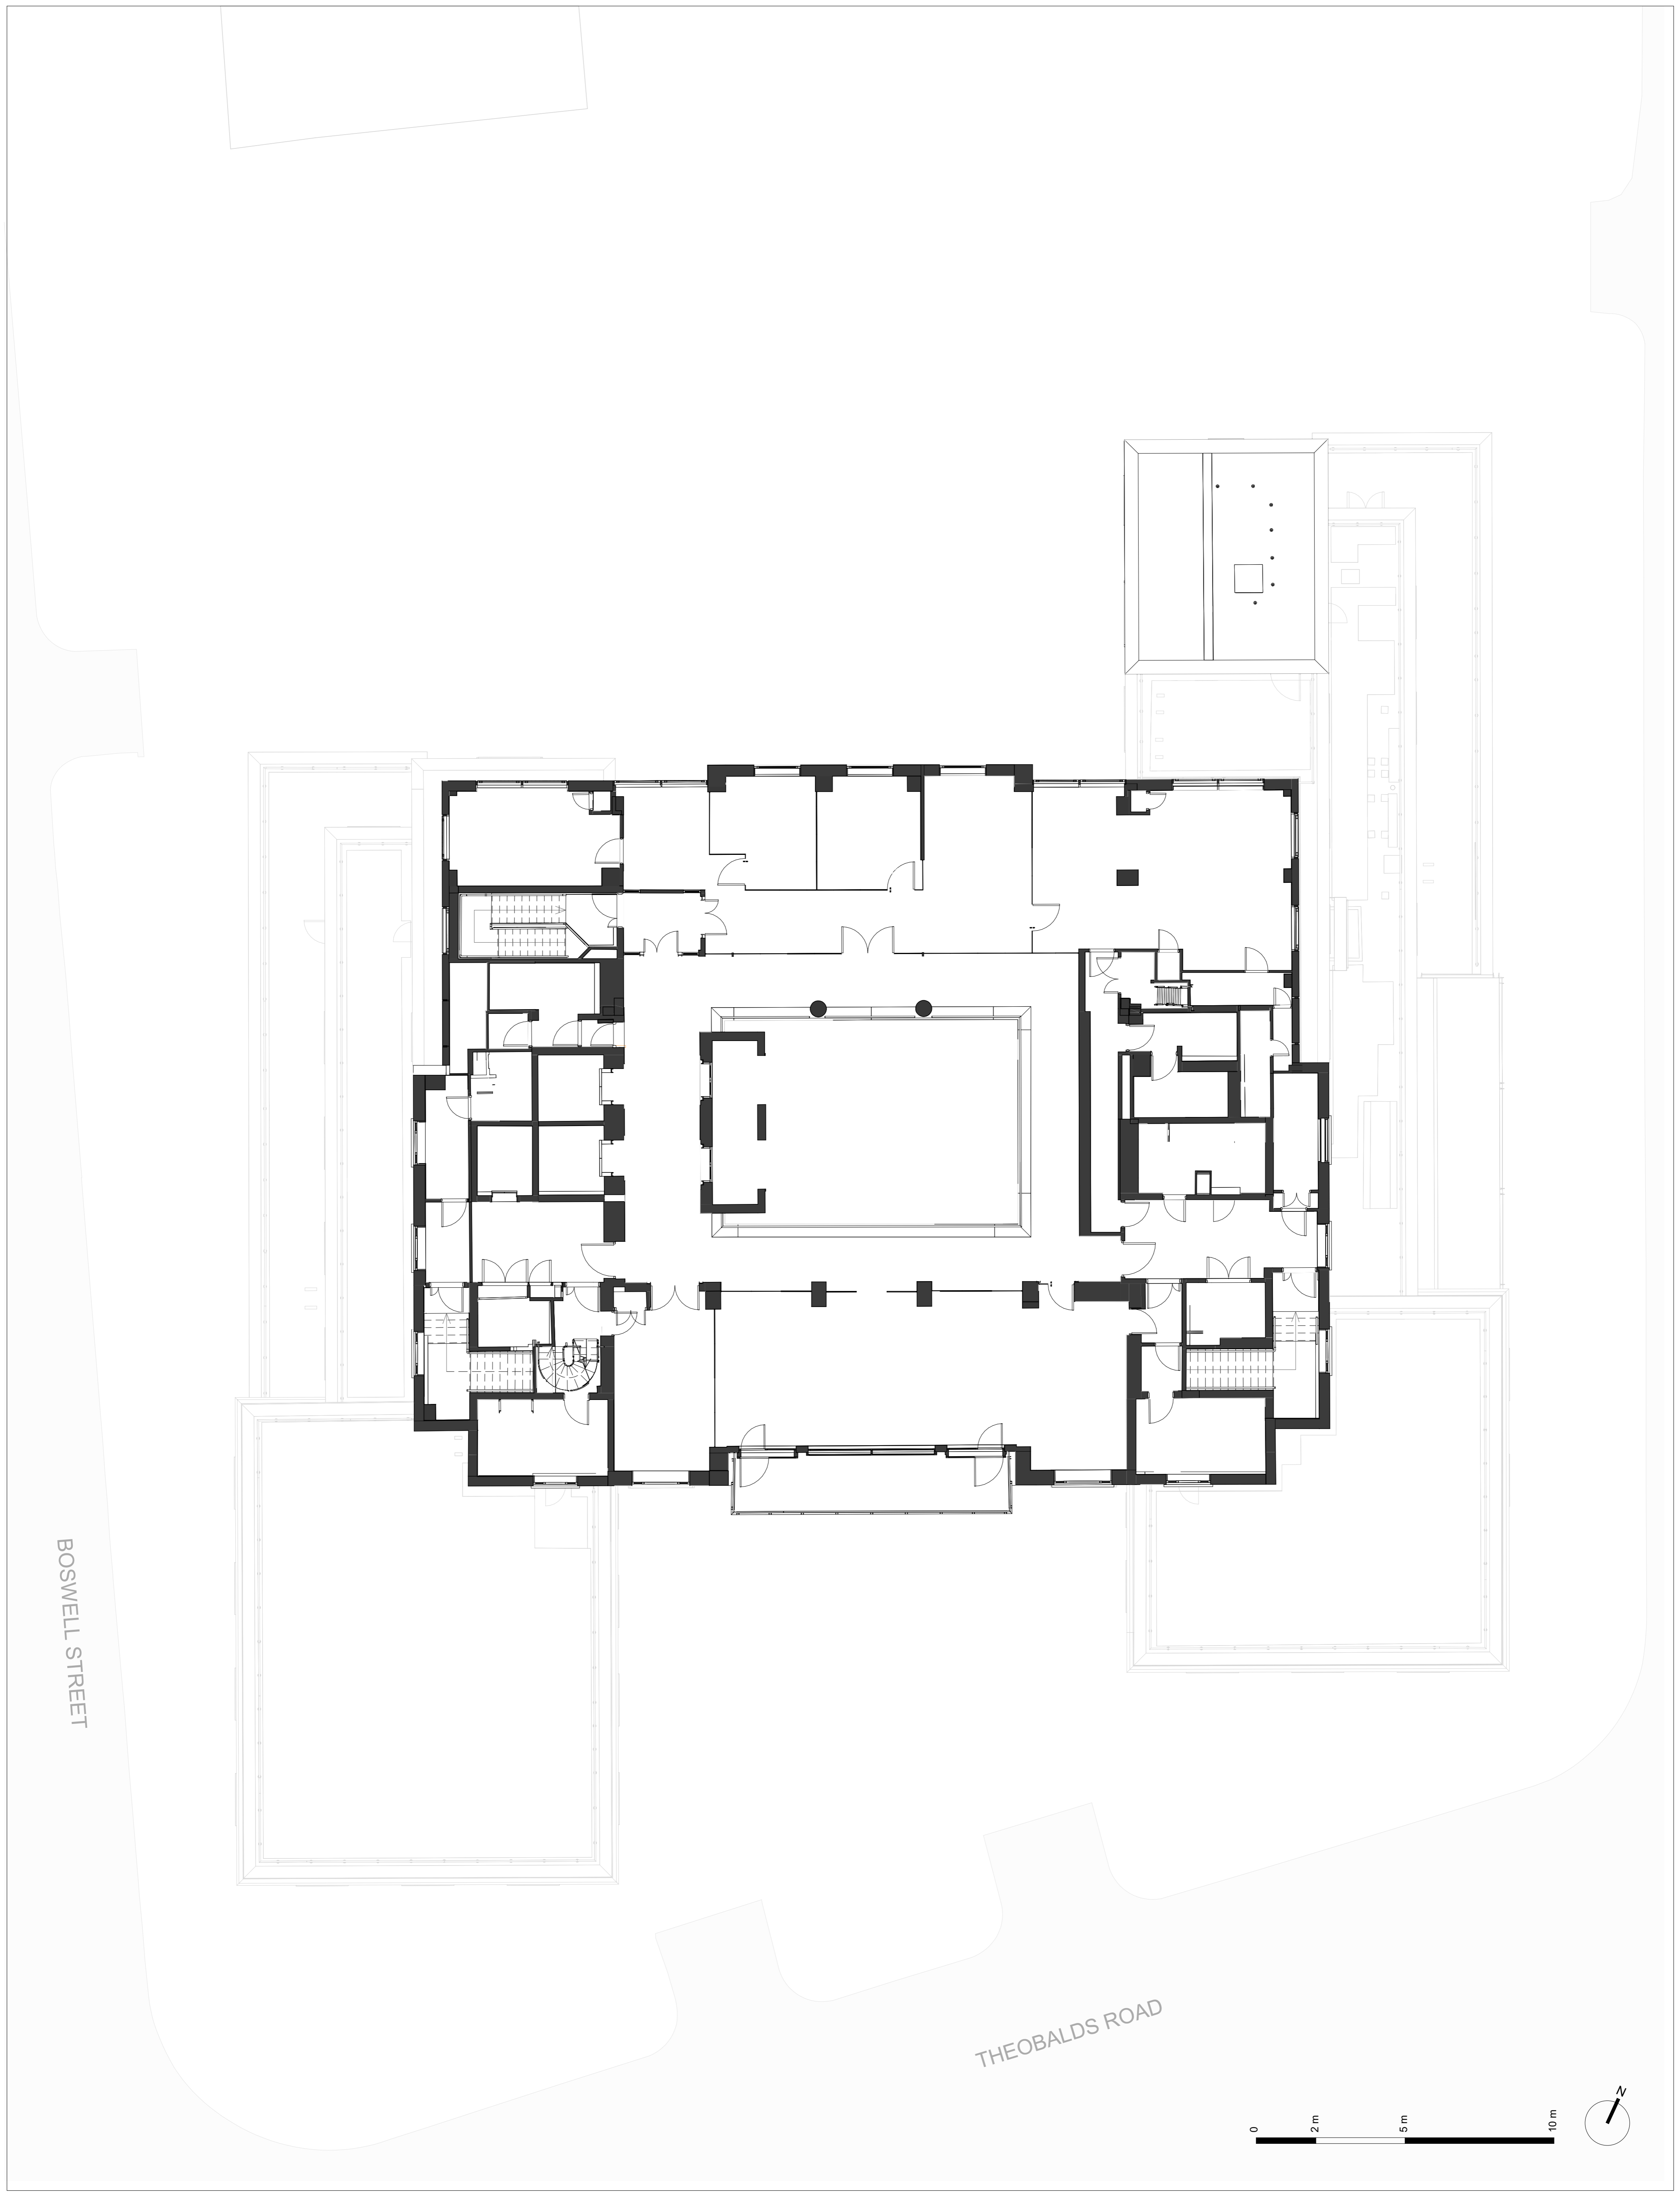 BOSWELL STREET
THEOBALDS ROAD
N
0 2 m 5 m 10 m